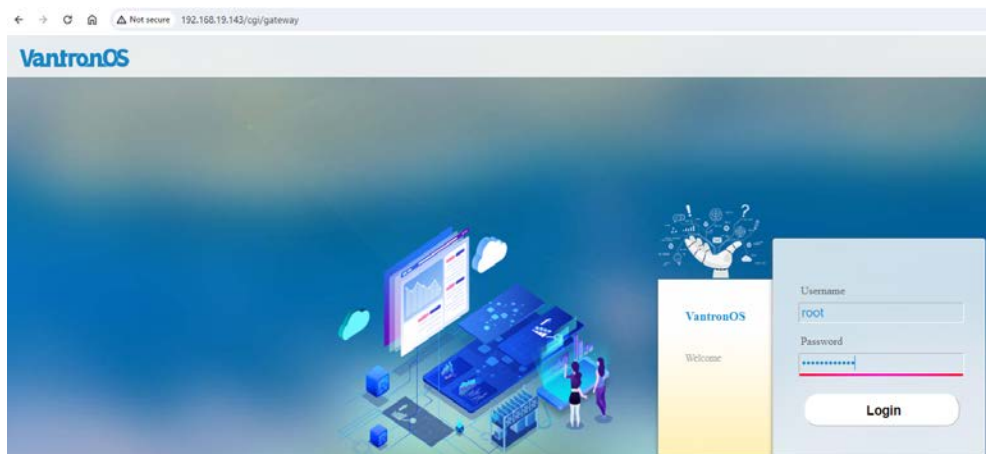 Not secure 192.168.19.143/cgi/gateway
VantronOS
!
?
Username
root
VantronOS
Password
Welcome
••••••••••••
Login